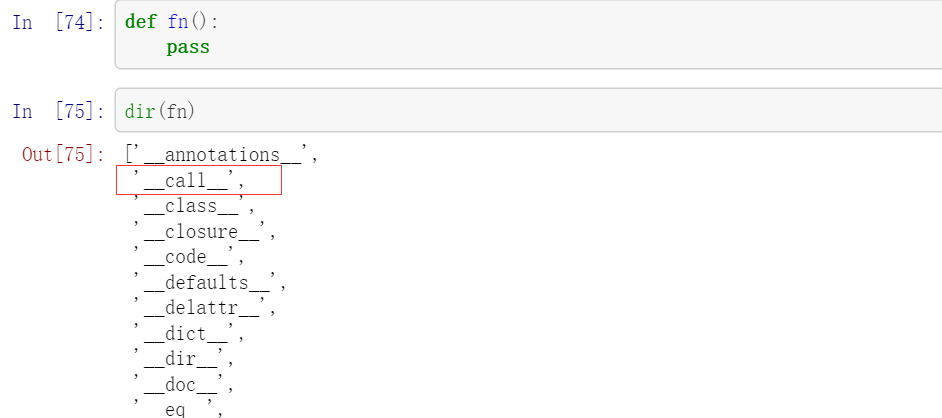 In [74]: def fn():
    pass
In [75]: dir(fn)
Out[75]: ['__annotations__',
'__call__',
'__class__',
'__closure__',
'__code__',
'__defaults__',
'__delattr__',
'__dict__',
'__dir__',
'__doc__',
'__eq__',